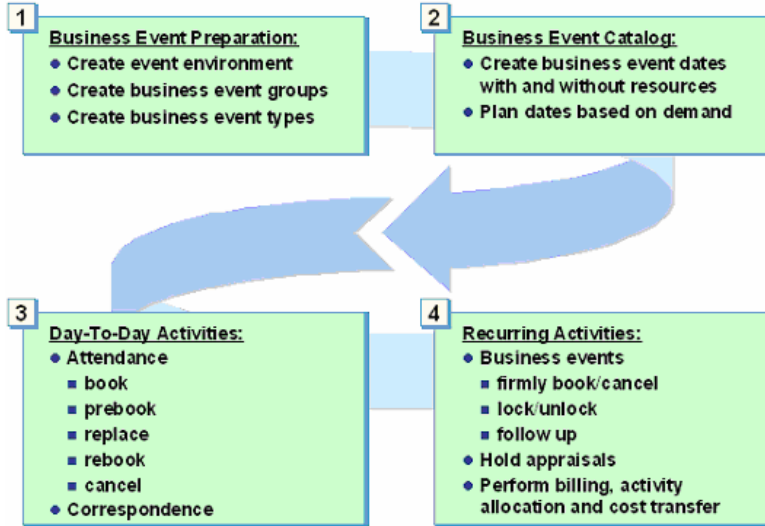 1
Business Event Preparation:
Create event environment
Create business event groups
Create business event types
2
Business Event Catalog:
Create business event dates
with and without resources
Plan dates based on demand
3
Day-To-Day Activities:
Attendance
book
prebook
replace
rebook
cancel
Correspondence
4
Recurring Activities:
Business events
firmly book/cancel
lock/unlock
follow up
Hold appraisals
Perform billing, activity
allocation and cost transfer